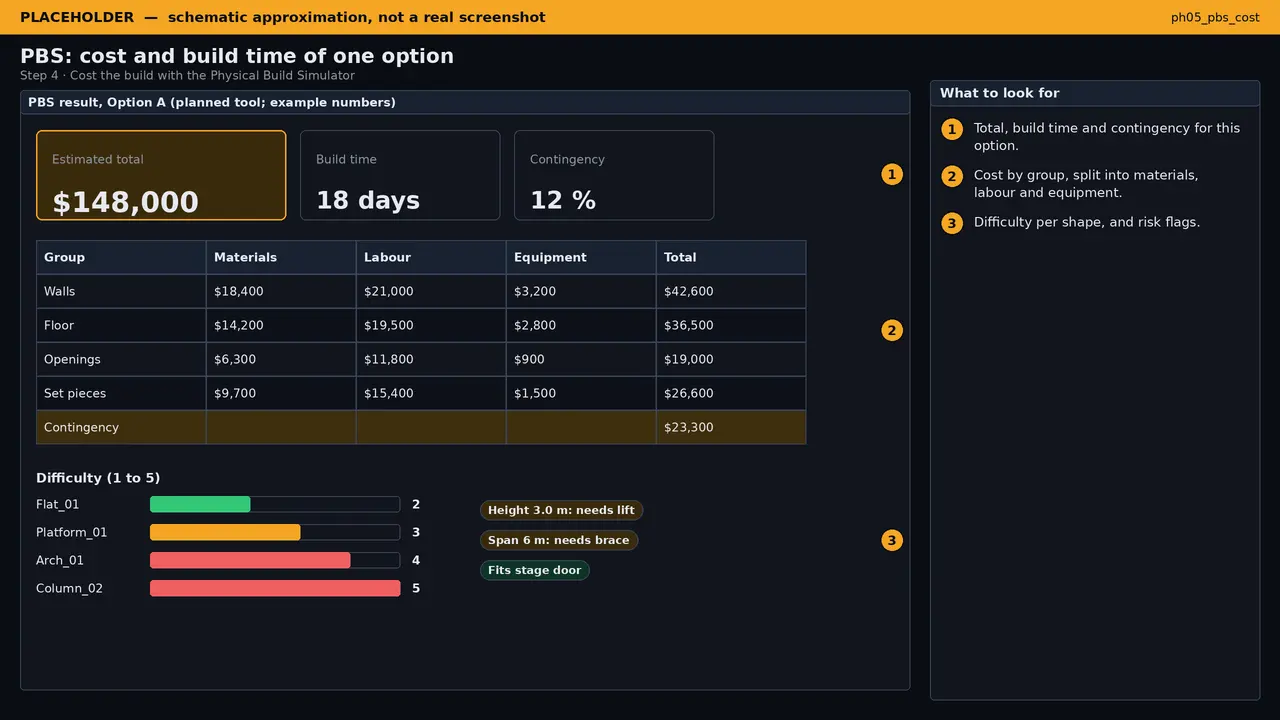 PLACEHOLDER — schematic approximation, not a real screenshot
ph05_pbs_cost
PBS: cost and build time of one option
Step 4 · Cost the build with the Physical Build Simulator
PBS result, Option A (planned tool; example numbers)
Estimated total
$148,000
Build time
18 days
Contingency
12 %
1
Group Materials Labour Equipment Total
Walls $18,400 $21,000 $3,200 $42,600
Floor $14,200 $19,500 $2,800 $36,500
Openings $6,300 $11,800 $900 $19,000
Set pieces $9,700 $15,400 $1,500 $26,600
Contingency $23,300
2
Difficulty (1 to 5)
Flat_01 2
Platform_01 3
Arch_01 4
Column_02 5
Height 3.0 m: needs lift
Span 6 m: needs brace
Fits stage door
3
What to look for
1 Total, build time and contingency for this
option.
2 Cost by group, split into materials,
labour and equipment.
3 Difficulty per shape, and risk flags.